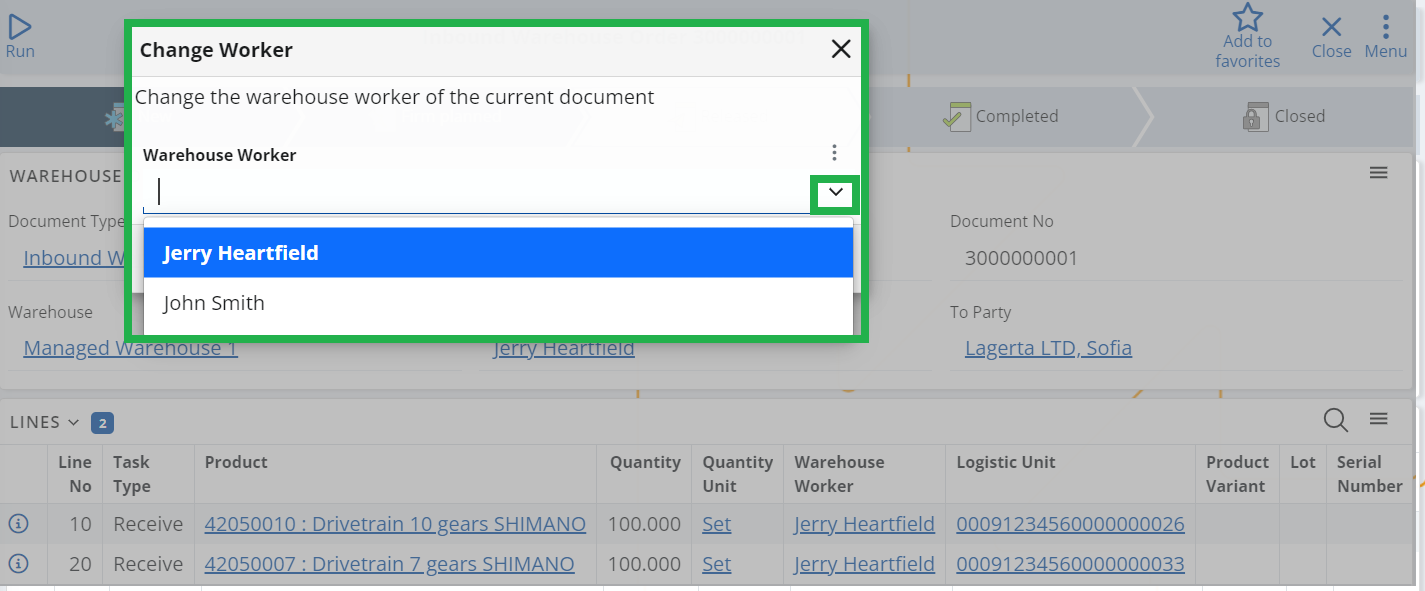 Run
Add to
favorites
Close
Menu
Change Worker
Change the warehouse worker of the current document
Completed
Closed
Warehouse Worker
WAREHOUSE
Document Type
Document No
Inbound
3000000001
Jerry Heartfield
John Smith
Warehouse
To Party
Managed Warehouse 1
Jerry Heartfield
Lagerta LTD, Sofia
LINES 2
Line No Task Type Product Quantity Quantity Unit Warehouse Worker Logistic Unit Product Variant Lot Serial Number
10 Receive 42050010 : Drivetrain 10 gears SHIMANO 100.000 Set Jerry Heartfield 00091234560000000026
20 Receive 42050007 : Drivetrain 7 gears SHIMANO 100.000 Set Jerry Heartfield 00091234560000000033